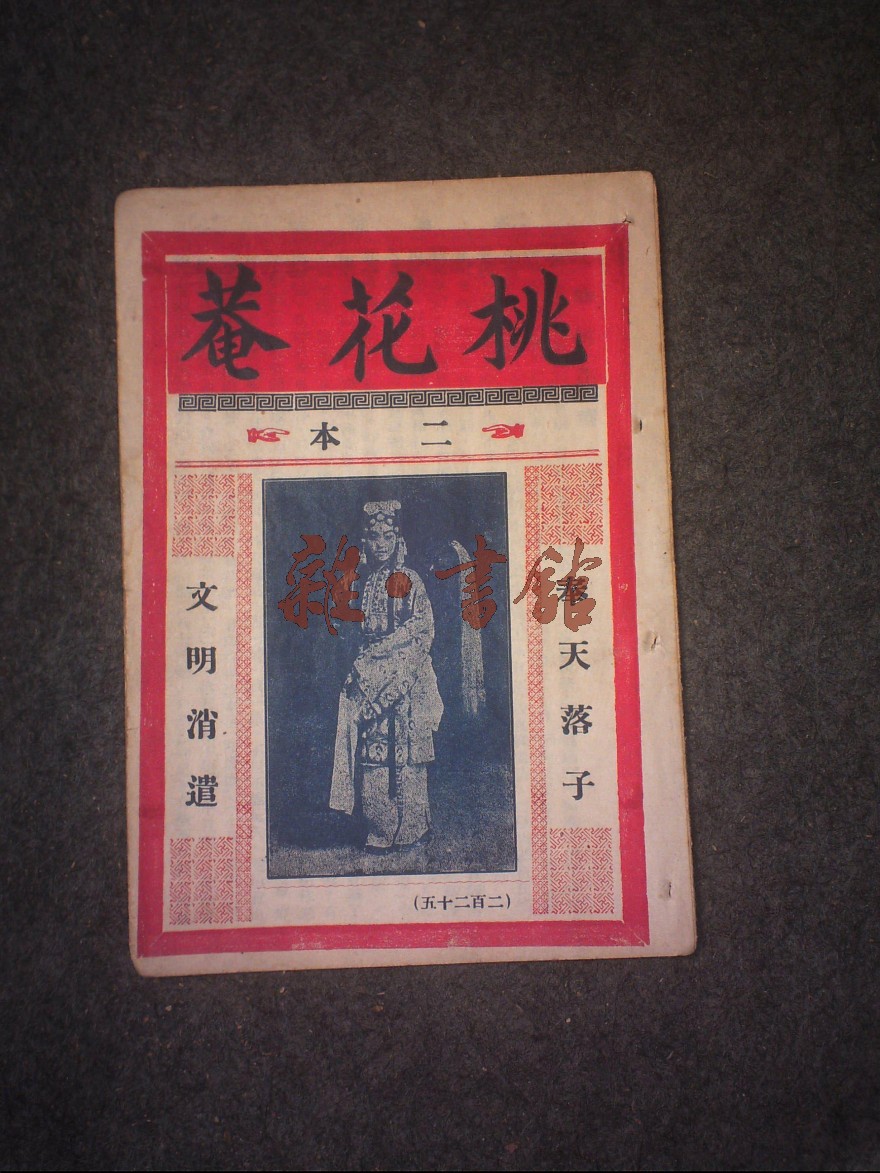 桃花菴
二本
奉天落子
文明消遣
(二百二十五)
雜·書館